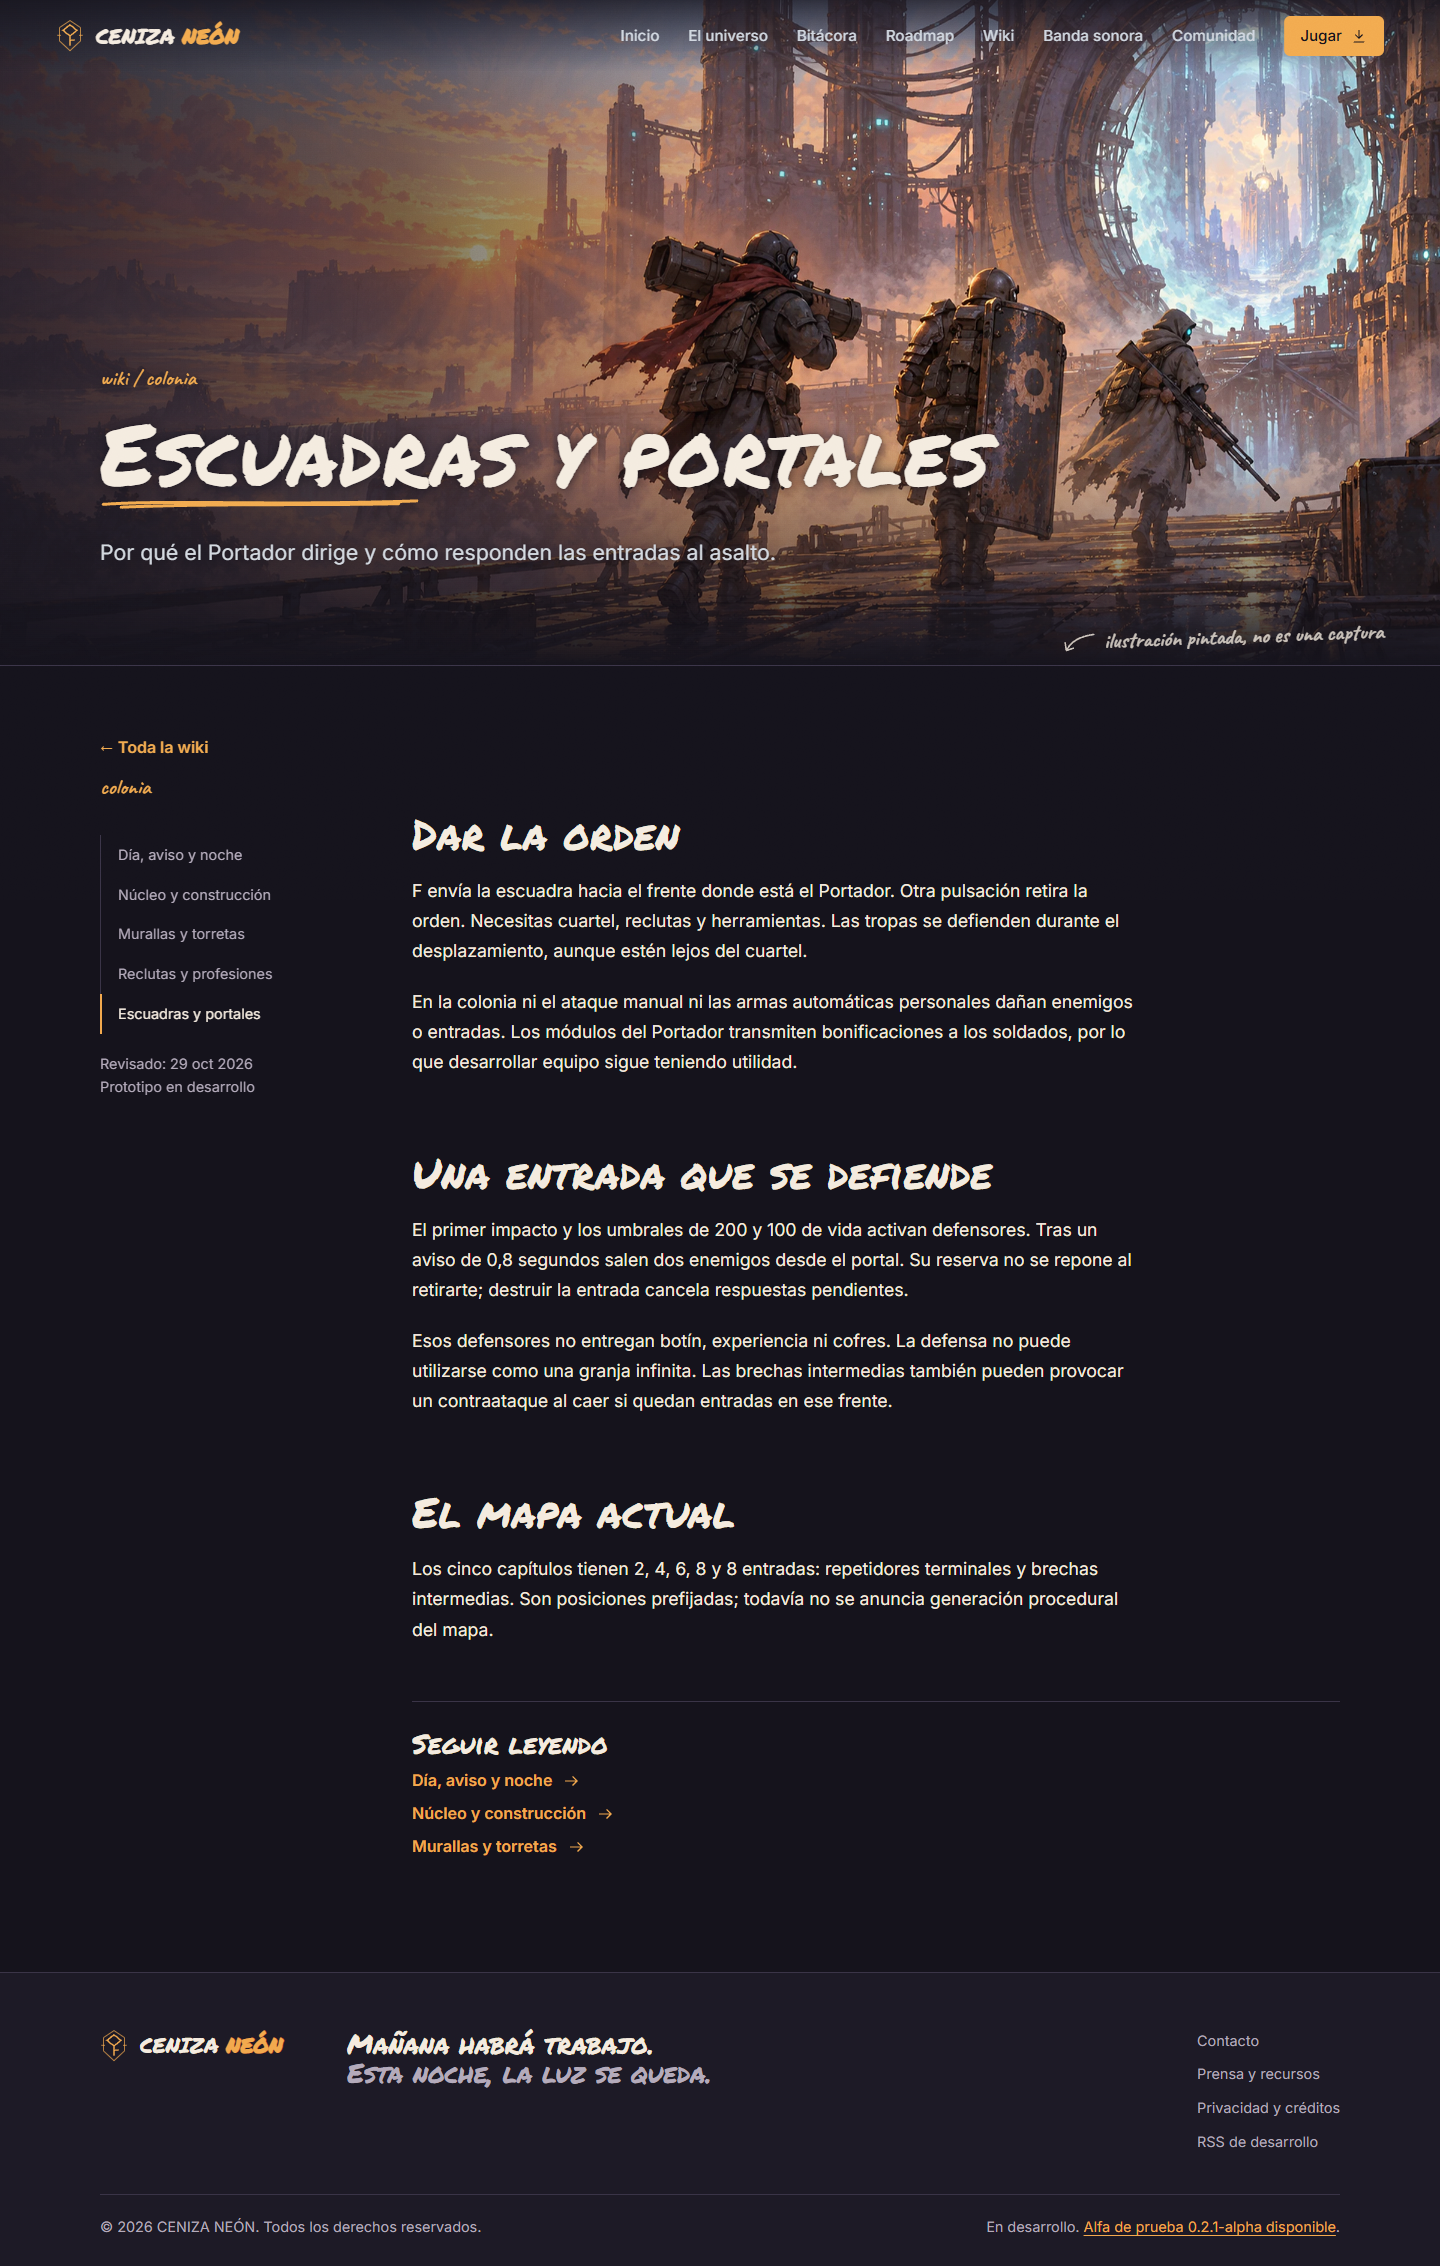 CENIZA NEÓN
Inicio
El universo
Bitácora
Roadmap
Wiki
Banda sonora
Comunidad
Jugar
wiki / colonia
Escuadras y portales
Por qué el Portador dirige y cómo responden las entradas al asalto.
ilustración pintada, no es una captura
← Toda la wiki
colonia
Día, aviso y noche
Núcleo y construcción
Murallas y torretas
Reclutas y profesiones
Escuadras y portales
Revisado: 29 oct 2026
Prototipo en desarrollo
Dar la orden
F envía la escuadra hacia el frente donde está el Portador. Otra pulsación retira la
orden. Necesitas cuartel, reclutas y herramientas. Las tropas se defienden durante el
desplazamiento, aunque estén lejos del cuartel.
En la colonia ni el ataque manual ni las armas automáticas personales dañan enemigos
o entradas. Los módulos del Portador transmiten bonificaciones a los soldados, por lo
que desarrollar equipo sigue teniendo utilidad.
Una entrada que se defiende
El primer impacto y los umbrales de 200 y 100 de vida activan defensores. Tras un
aviso de 0,8 segundos salen dos enemigos desde el portal. Su reserva no se repone al
retirarte; destruir la entrada cancela respuestas pendientes.
Esos defensores no entregan botín, experiencia ni cofres. La defensa no puede
utilizarse como una granja infinita. Las brechas intermedias también pueden provocar
un contraataque al caer si quedan entradas en ese frente.
El mapa actual
Los cinco capítulos tienen 2, 4, 6, 8 y 8 entradas: repetidores terminales y brechas
intermedias. Son posiciones prefijadas; todavía no se anuncia generación procedural
del mapa.
Seguir leyendo
Día, aviso y noche →
Núcleo y construcción →
Murallas y torretas →
CENIZA NEÓN
Mañana habrá trabajo.
Esta noche, la luz se queda.
Contacto
Prensa y recursos
Privacidad y créditos
RSS de desarrollo
© 2026 CENIZA NEÓN. Todos los derechos reservados.
En desarrollo. Alfa de prueba 0.2.1-alpha disponible.